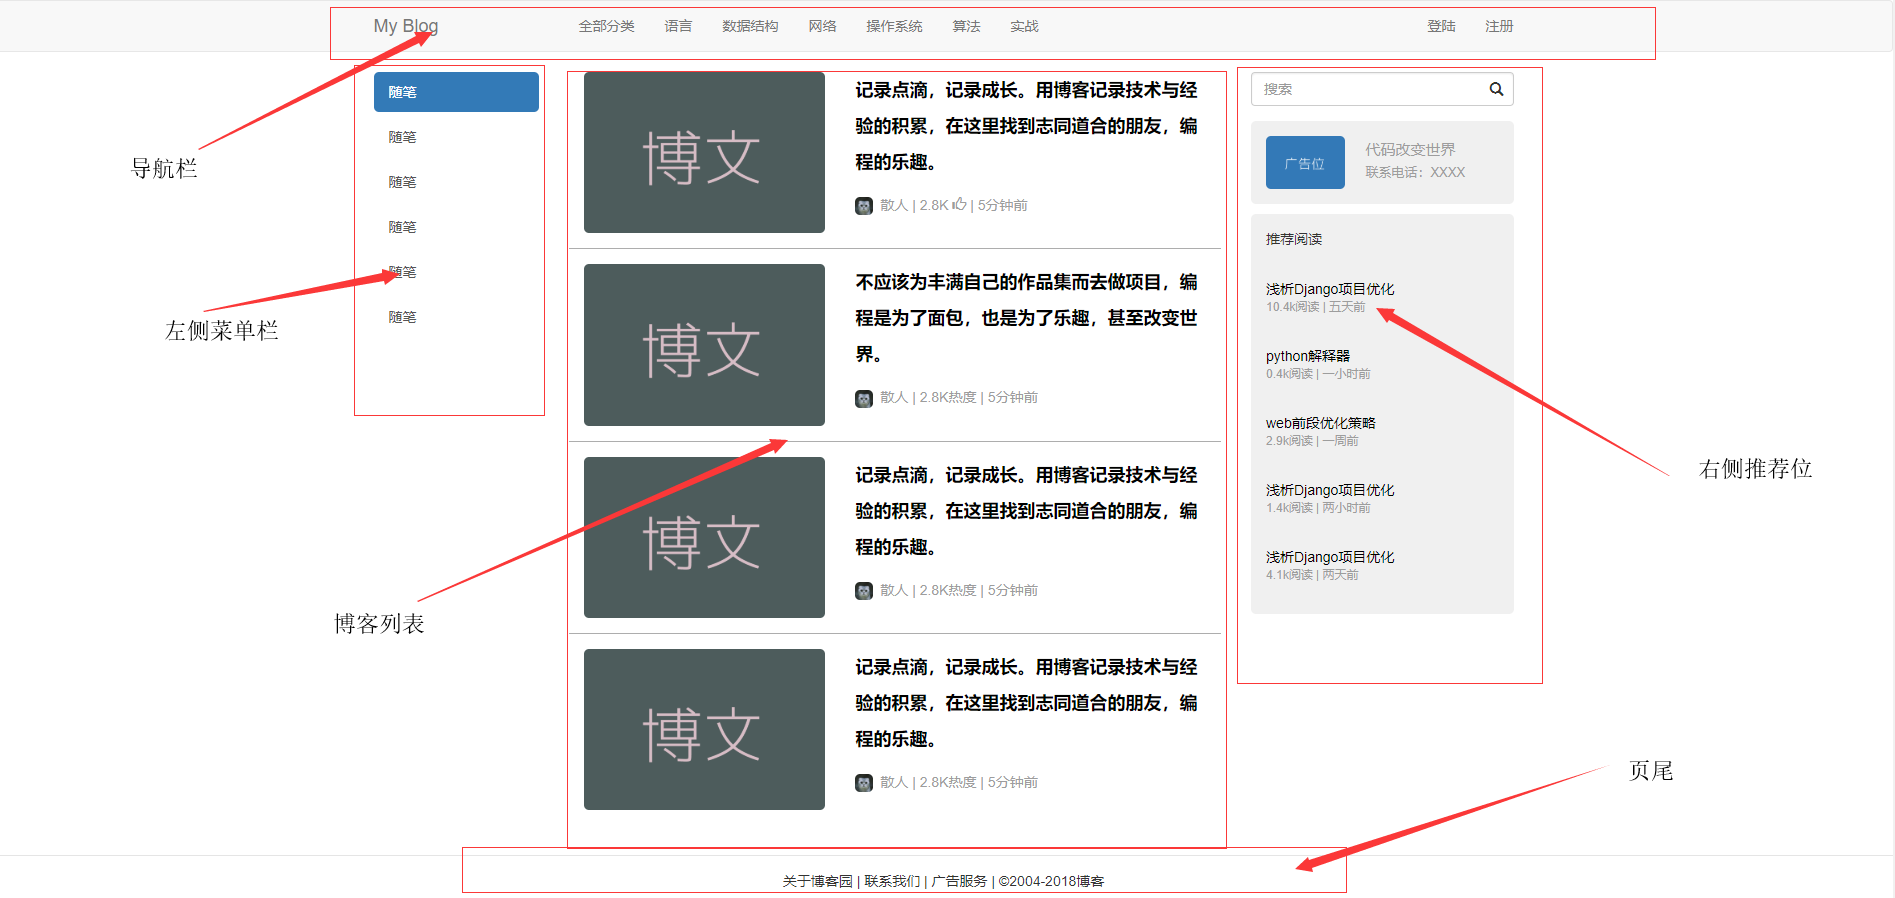 My Blog 全部分类 语言 数据结构 网络 操作系统 算法 实战 登陆 注册
导航栏
左侧菜单栏
随笔
随笔
随笔
随笔
随笔
随笔
博客列表
博文
记录点滴，记录成长。用博客记录技术与经
验的积累，在这里找到志同道合的朋友，编
程的乐趣。
散人 | 2.8K | 5分钟前
博文
不应该为丰满自己的作品集而去做项目，编
程是为了面包，也是为了乐趣，甚至改变世
界。
散人 | 2.8K热度 | 5分钟前
博文
记录点滴，记录成长。用博客记录技术与经
验的积累，在这里找到志同道合的朋友，编
程的乐趣。
散人 | 2.8K热度 | 5分钟前
博文
记录点滴，记录成长。用博客记录技术与经
验的积累，在这里找到志同道合的朋友，编
程的乐趣。
散人 | 2.8K热度 | 5分钟前
搜索
广告位
代码改变世界
联系电话：XXXX
推荐阅读
浅析Django项目优化
10.4k阅读 | 五天前
python解释器
0.4k阅读 | 一小时前
web前段优化策略
2.9k阅读 | 一周前
浅析Django项目优化
1.4k阅读 | 两小时前
浅析Django项目优化
4.1k阅读 | 两天前
右侧推荐位
页尾
关于博客园 | 联系我们 | 广告服务 | ©2004-2018博客